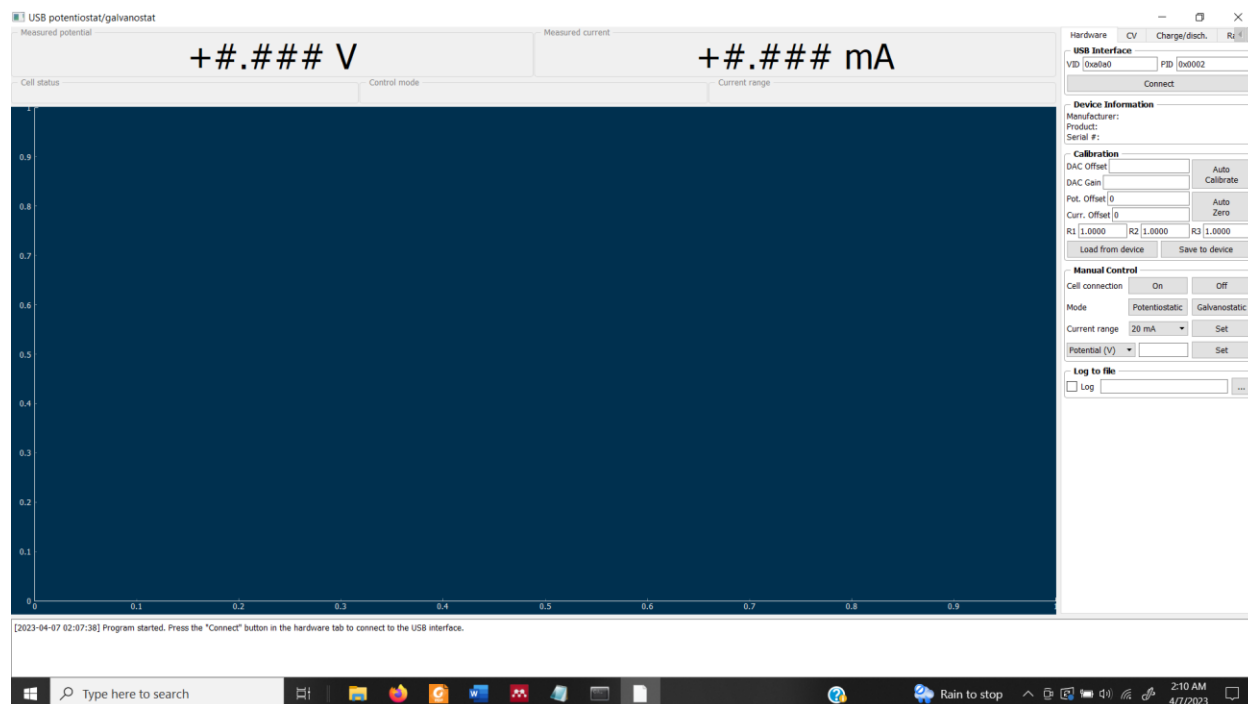 USB potentiostat/galvanostat
Measured potential
+#.### V
Measured current
+#.### mA
Cell status
Control mode
Current range
1
0.9
0.8
0.7
0.6
0.5
0.4
0.3
0.2
0.1
0
0 0.1 0.2 0.3 0.4 0.5 0.6 0.7 0.8 0.9 1
Hardware CV Charge/disch.
USB Interface
VID 0xa0a0 PID 0x0002
Connect
Device Information
Manufacturer:
Product:
Serial #:
Calibration
DAC Offset
DAC Gain
Auto
Calibrate
Pot. Offset 0
Curr. Offset 0
Auto
Zero
R1 1.0000 R2 1.0000 R3 1.0000
Load from device Save to device
Manual Control
Cell connection On Off
Mode Potentiostatic Galvanostatic
Current range 20 mA Set
Potential (V) Set
Log to file
Log ...
[2023-04-07 02:07:38] Program started. Press the "Connect" button in the hardware tab to connect to the USB interface.
Type here to search
Rain to stop
2:10 AM
4/7/2023